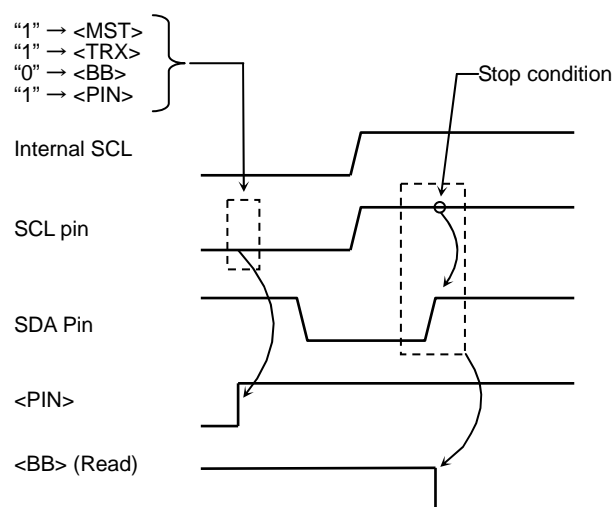 “1” → <MST>
“1” → <TRX>
“0” → <BB>
“1” → <PIN>
Stop condition
Internal SCL
SCL pin
SDA Pin
<PIN>
<BB> (Read)